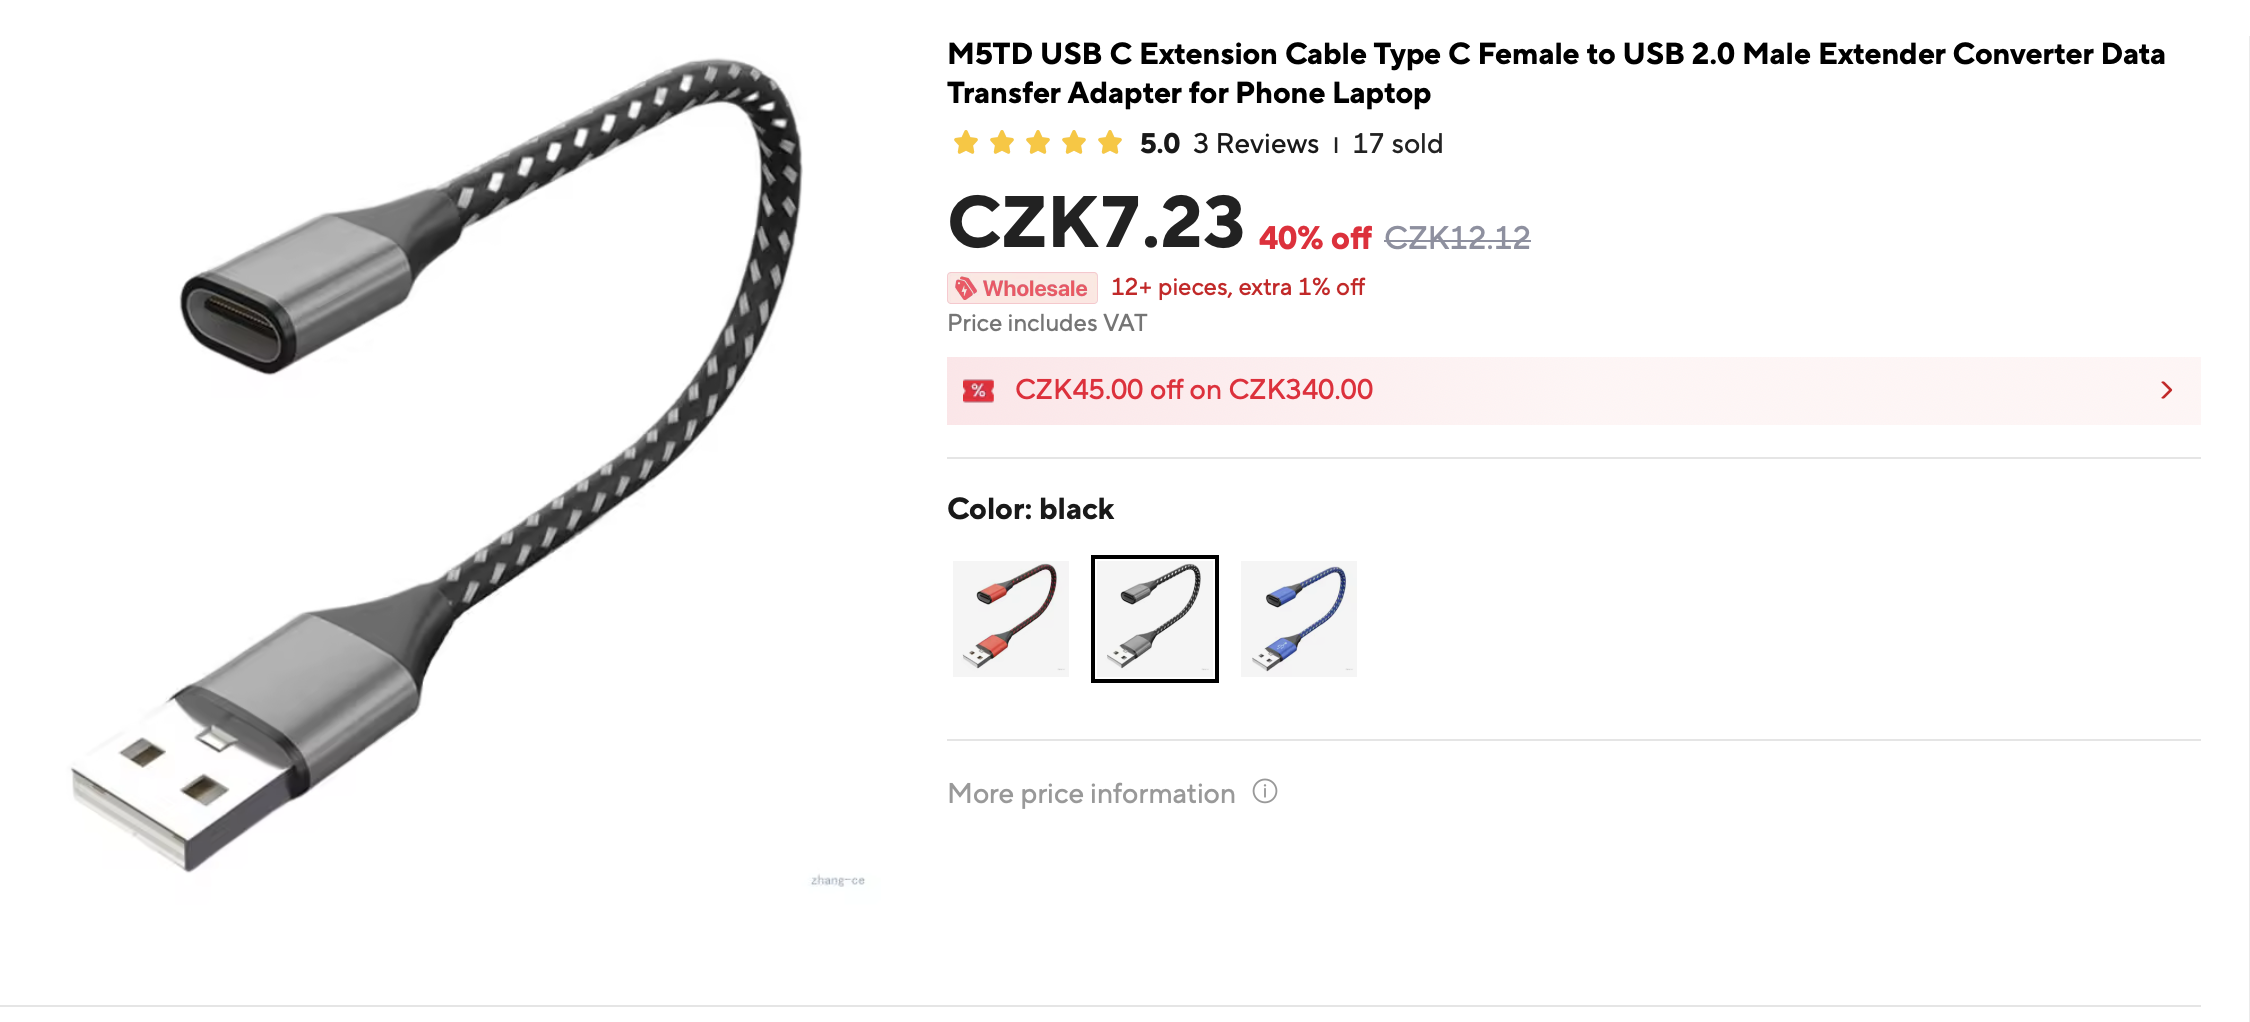 M5TD USB C Extension Cable Type C Female to USB 2.0 Male Extender Converter Data
Transfer Adapter for Phone Laptop
5.0 3 Reviews | 17 sold
CZK7.23 40% off CZK12.12
Wholesale 12+ pieces, extra 1% off
Price includes VAT
% CZK45.00 off on CZK340.00
Color: black
More price information
zhang-ce